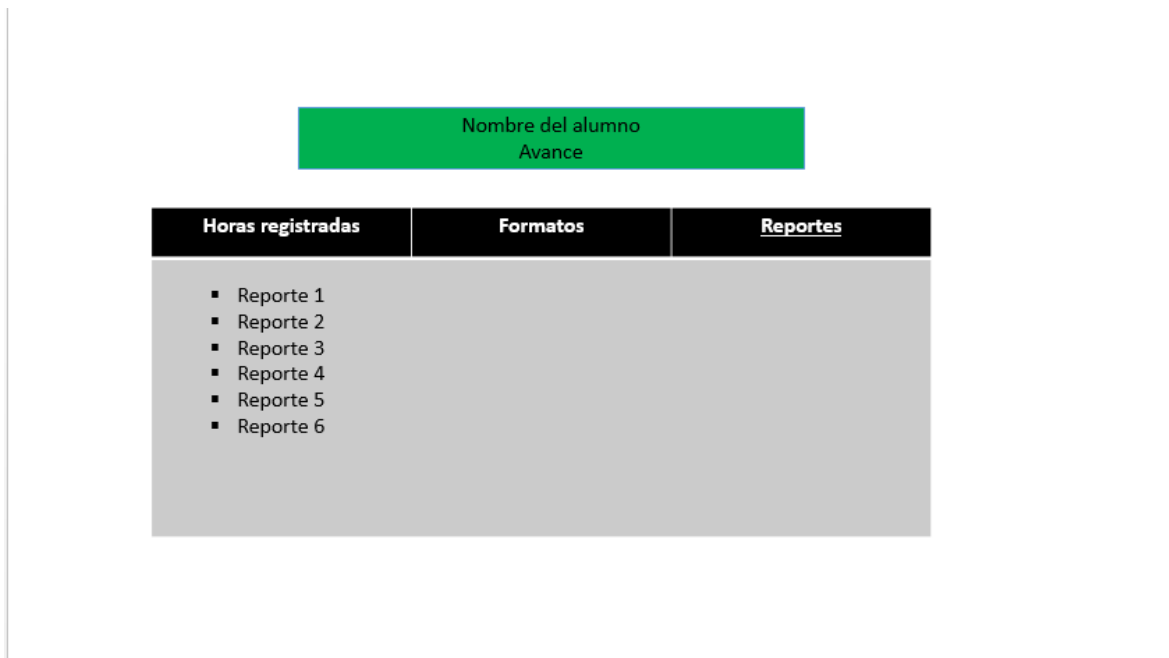 Nombre del alumno
Avance
Horas registradas Formatos Reportes
Reporte 1
Reporte 2
Reporte 3
Reporte 4
Reporte 5
Reporte 6